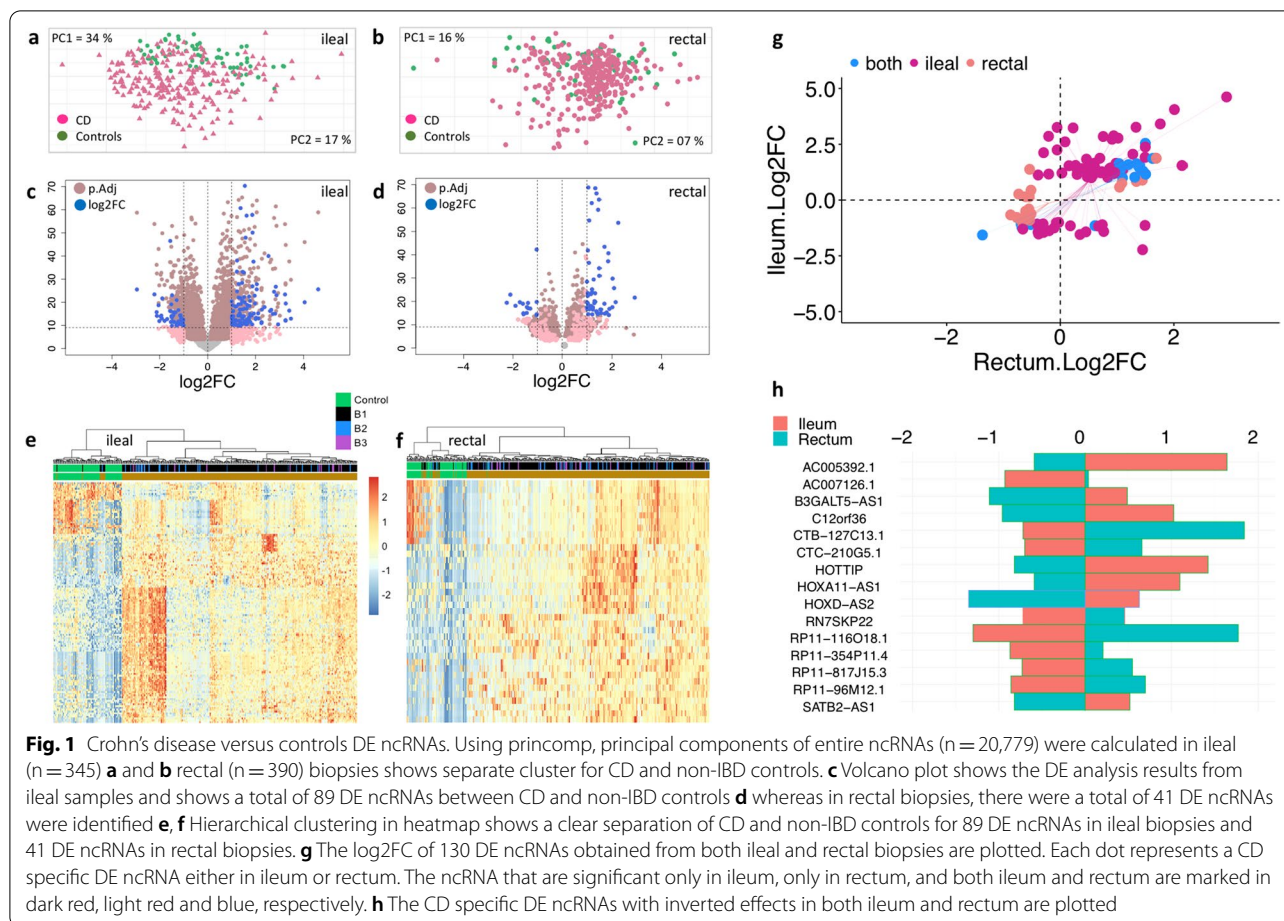 a
PC1 = 34 %
ileal
CD
Controls
PC2 = 17 %
b
PC1 = 16 %
rectal
CD
Controls
PC2 = 07 %
c
p.Adj
log2FC
ileal
70
60
50
40
30
20
10
0
−4
−2
0
2
4
log2FC
d
p.Adj
log2FC
rectal
70
60
50
40
30
20
10
0
−4
−2
0
2
4
log2FC
Control
B1
B2
B3
e
ileal
2
1
0
-1
-2
f
rectal
g
both
ileal
rectal
5.0
2.5
0.0
−2.5
−5.0
Ileum.Log2FC
−2
0
2
Rectum.Log2FC
h
Ileum
Rectum
−2
−1
0
1
2
AC005392.1
AC007126.1
B3GALT5−AS1
C12orf36
CTB−127C13.1
CTC−210G5.1
HOTTIP
HOXA11−AS1
HOXD−AS2
RN7SKP22
RP11−116O18.1
RP11−354P11.4
RP11−817J15.3
RP11−96M12.1
SATB2−AS1
Fig. 1 Crohn's disease versus controls DE ncRNAs. Using princomp, principal components of entire ncRNAs (n = 20,779) were calculated in ileal
(n = 345) a and b rectal (n = 390) biopsies shows separate cluster for CD and non-IBD controls. c Volcano plot shows the DE analysis results from
ileal samples and shows a total of 89 DE ncRNAs between CD and non-IBD controls d whereas in rectal biopsies, there were a total of 41 DE ncRNAs
were identified e, f Hierarchical clustering in heatmap shows a clear separation of CD and non-IBD controls for 89 DE ncRNAs in ileal biopsies and
41 DE ncRNAs in rectal biopsies. g The log2FC of 130 DE ncRNAs obtained from both ileal and rectal biopsies are plotted. Each dot represents a CD
specific DE ncRNA either in ileum or rectum. The ncRNA that are significant only in ileum, only in rectum, and both ileum and rectum are marked in
dark red, light red and blue, respectively. h The CD specific DE ncRNAs with inverted effects in both ileum and rectum are plotted